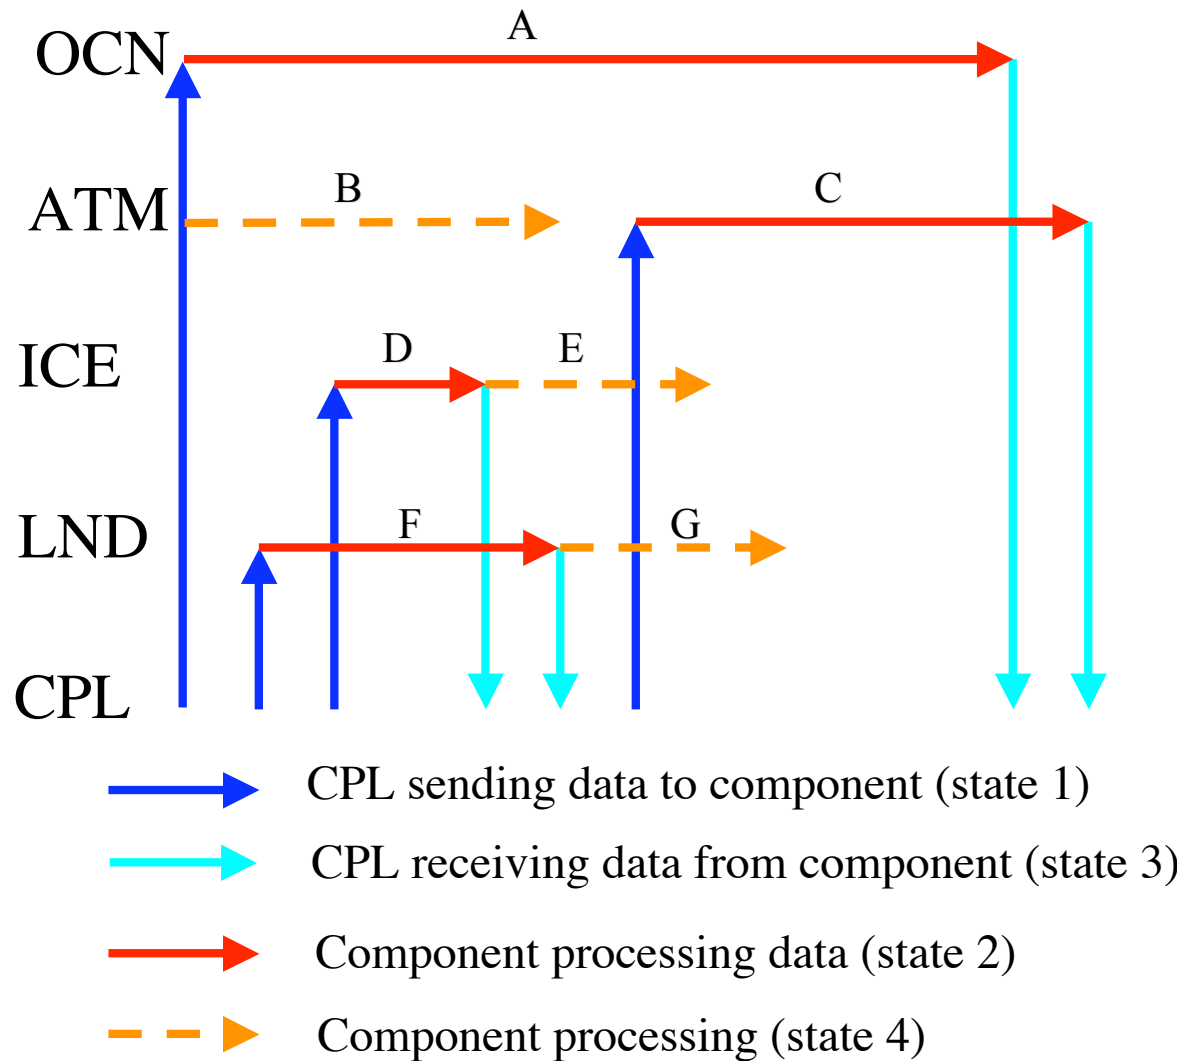 A
OCN
B
C
ATM
D
E
ICE
F
G
LND
CPL
CPL sending data to component (state 1)
CPL receiving data from component (state 3)
Component processing data (state 2)
Component processing (state 4)